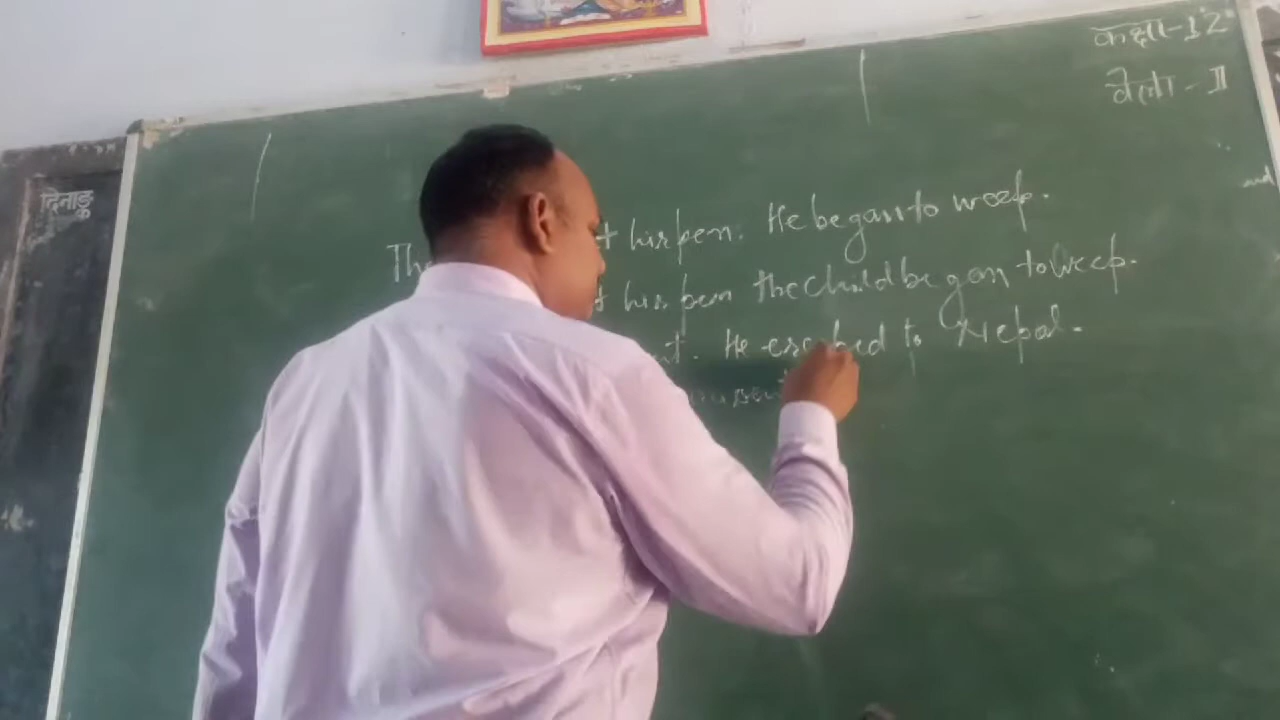 कक्षा-12
वेला-II
दिनाङ्क
his pen. He began to weep.
his pen the child began to weep.
He escaped to Nepal.
and